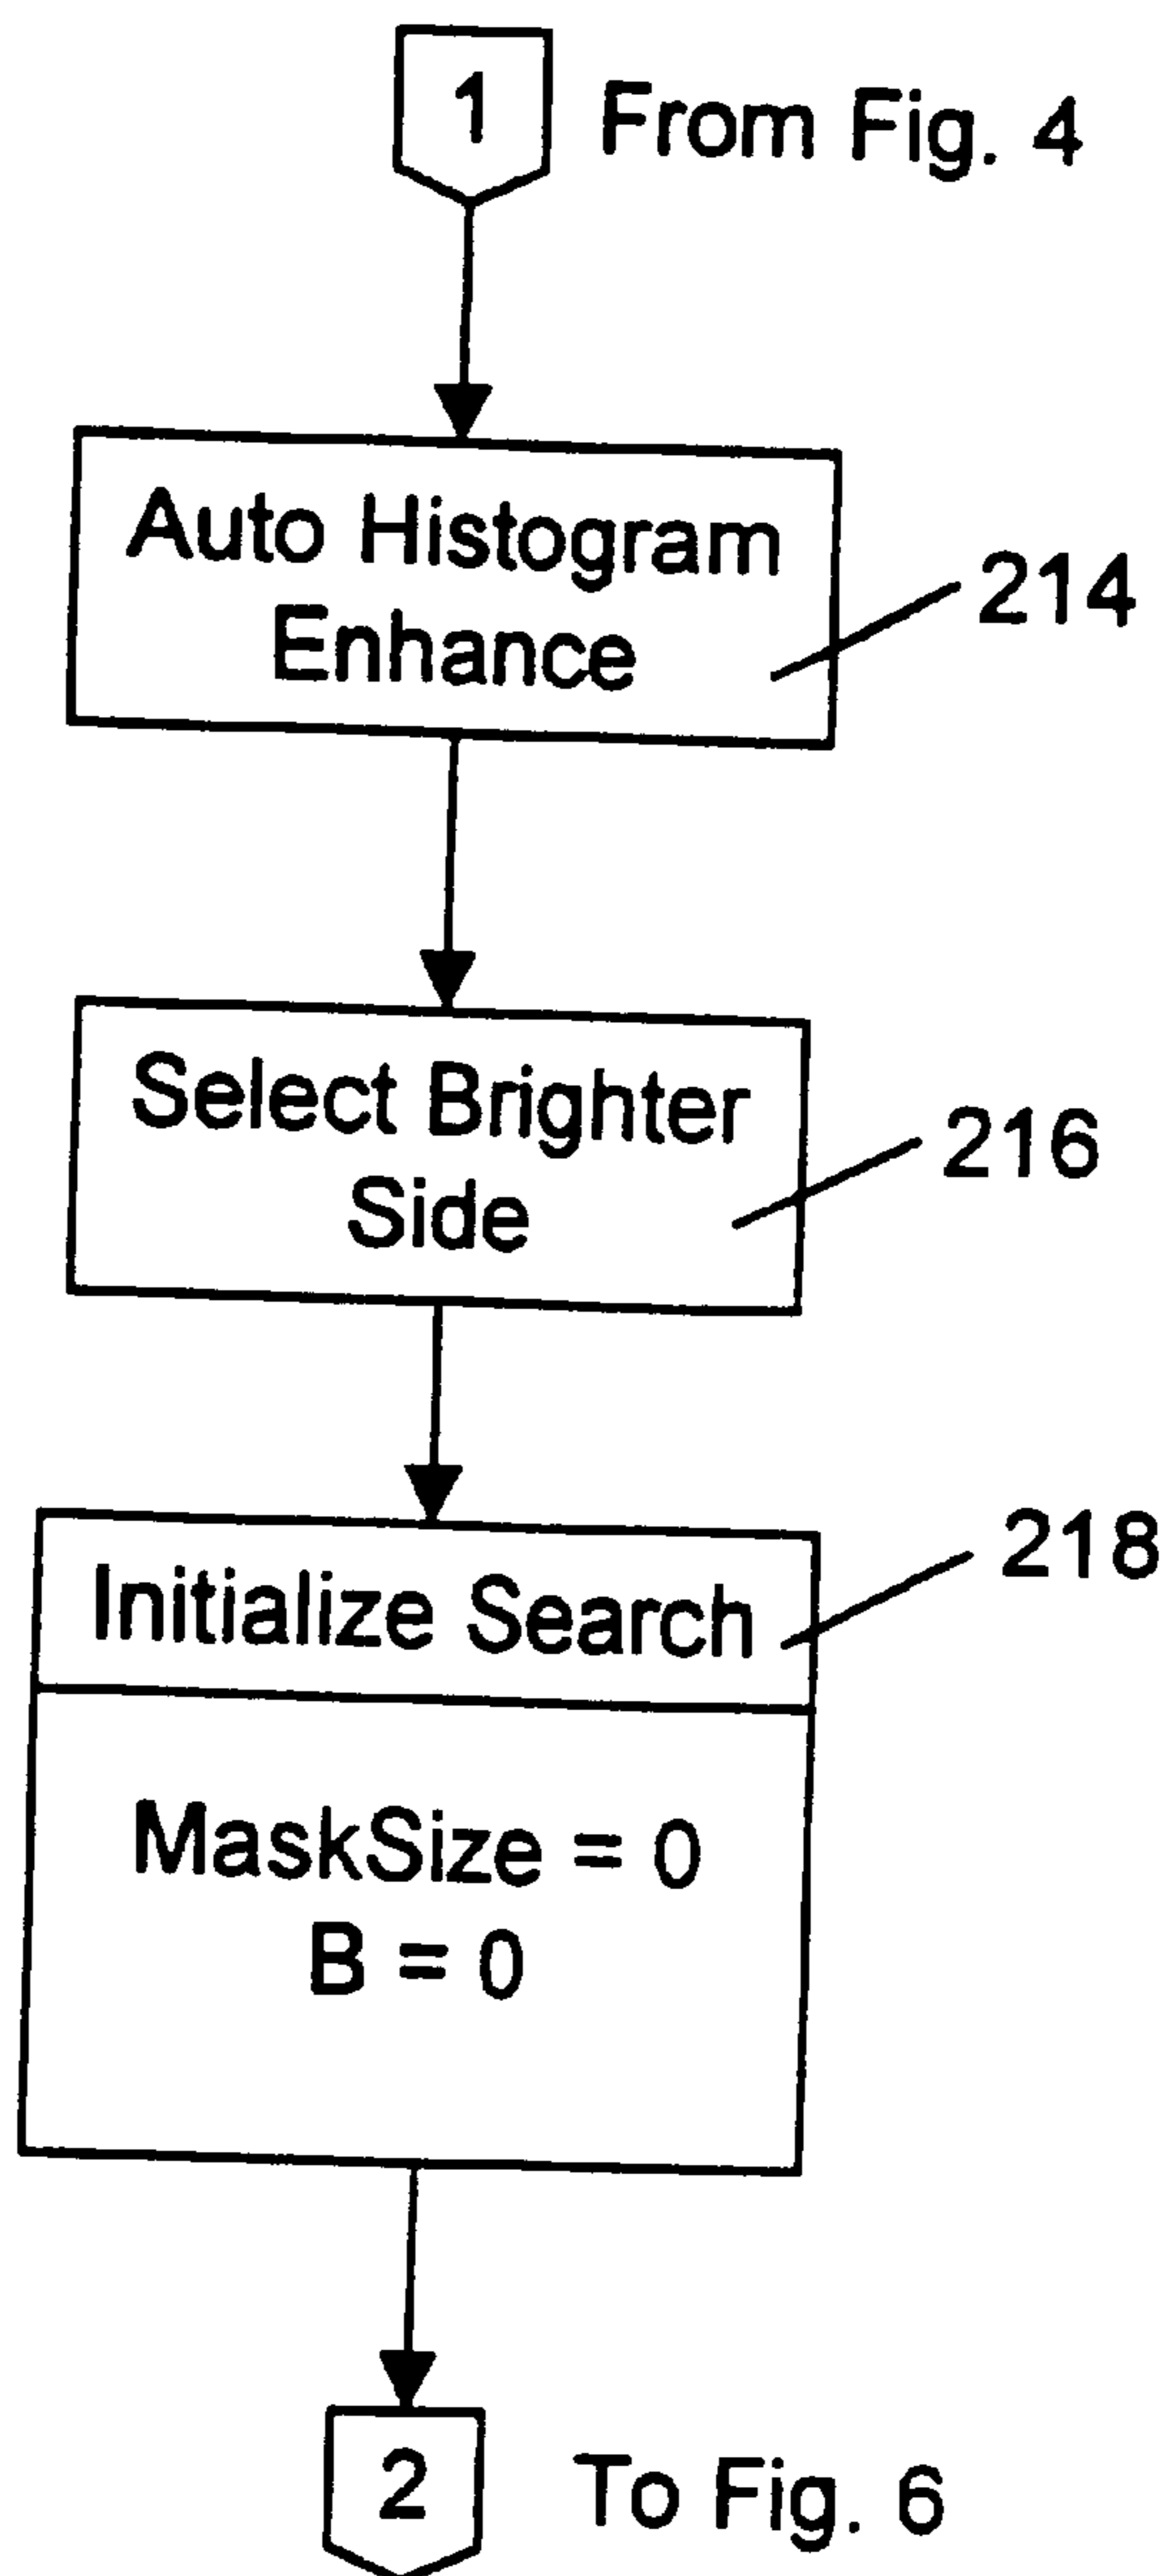 1
From Fig. 4
Auto Histogram
Enhance
214
Select Brighter
Side
216
Initialize Search
218
MaskSize = 0
B = 0
2
To Fig. 6